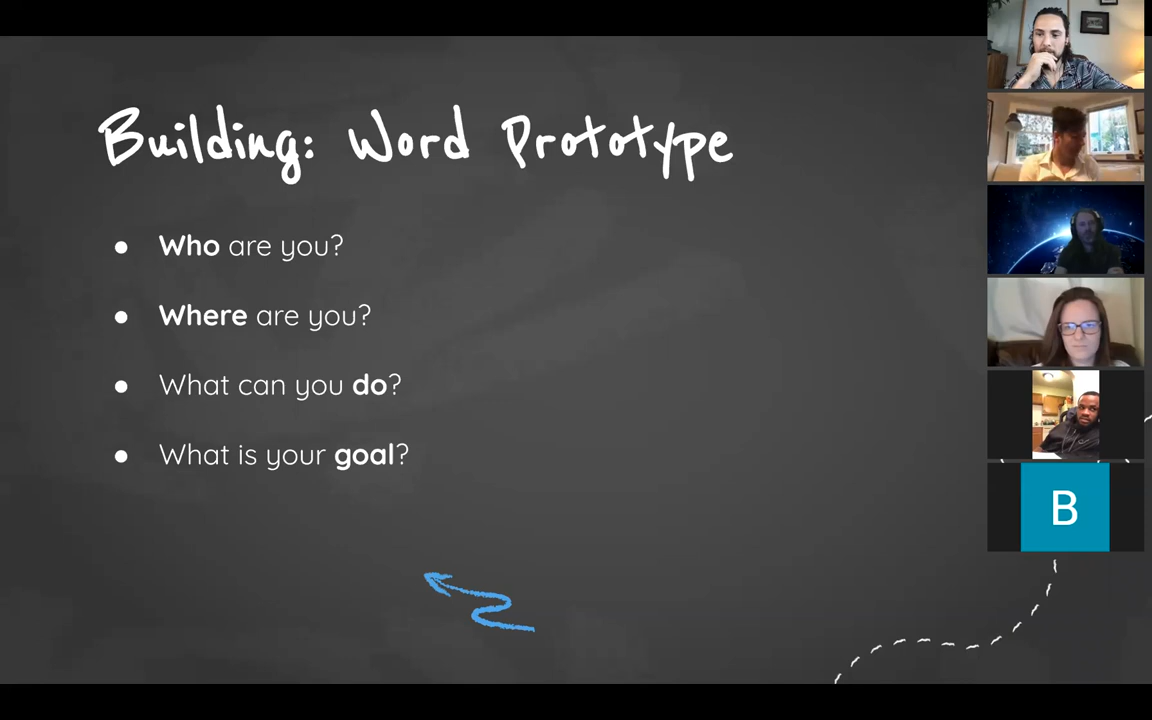 Building: Word Prototype
● Who are you?
● Where are you?
● What can you do?
● What is your goal?
B